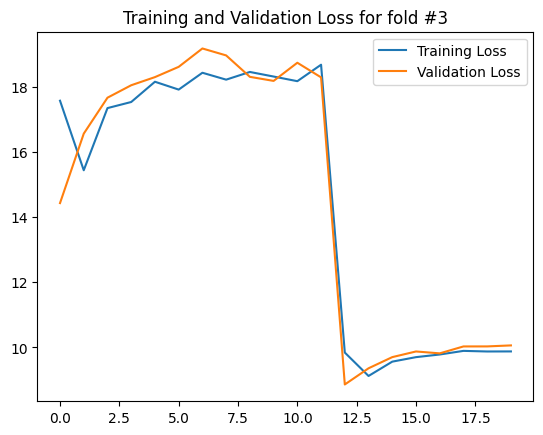 Training and Validation Loss for fold #3
Training Loss
Validation Loss
18
16
14
12
10
0.0 2.5 5.0 7.5 10.0 12.5 15.0 17.5